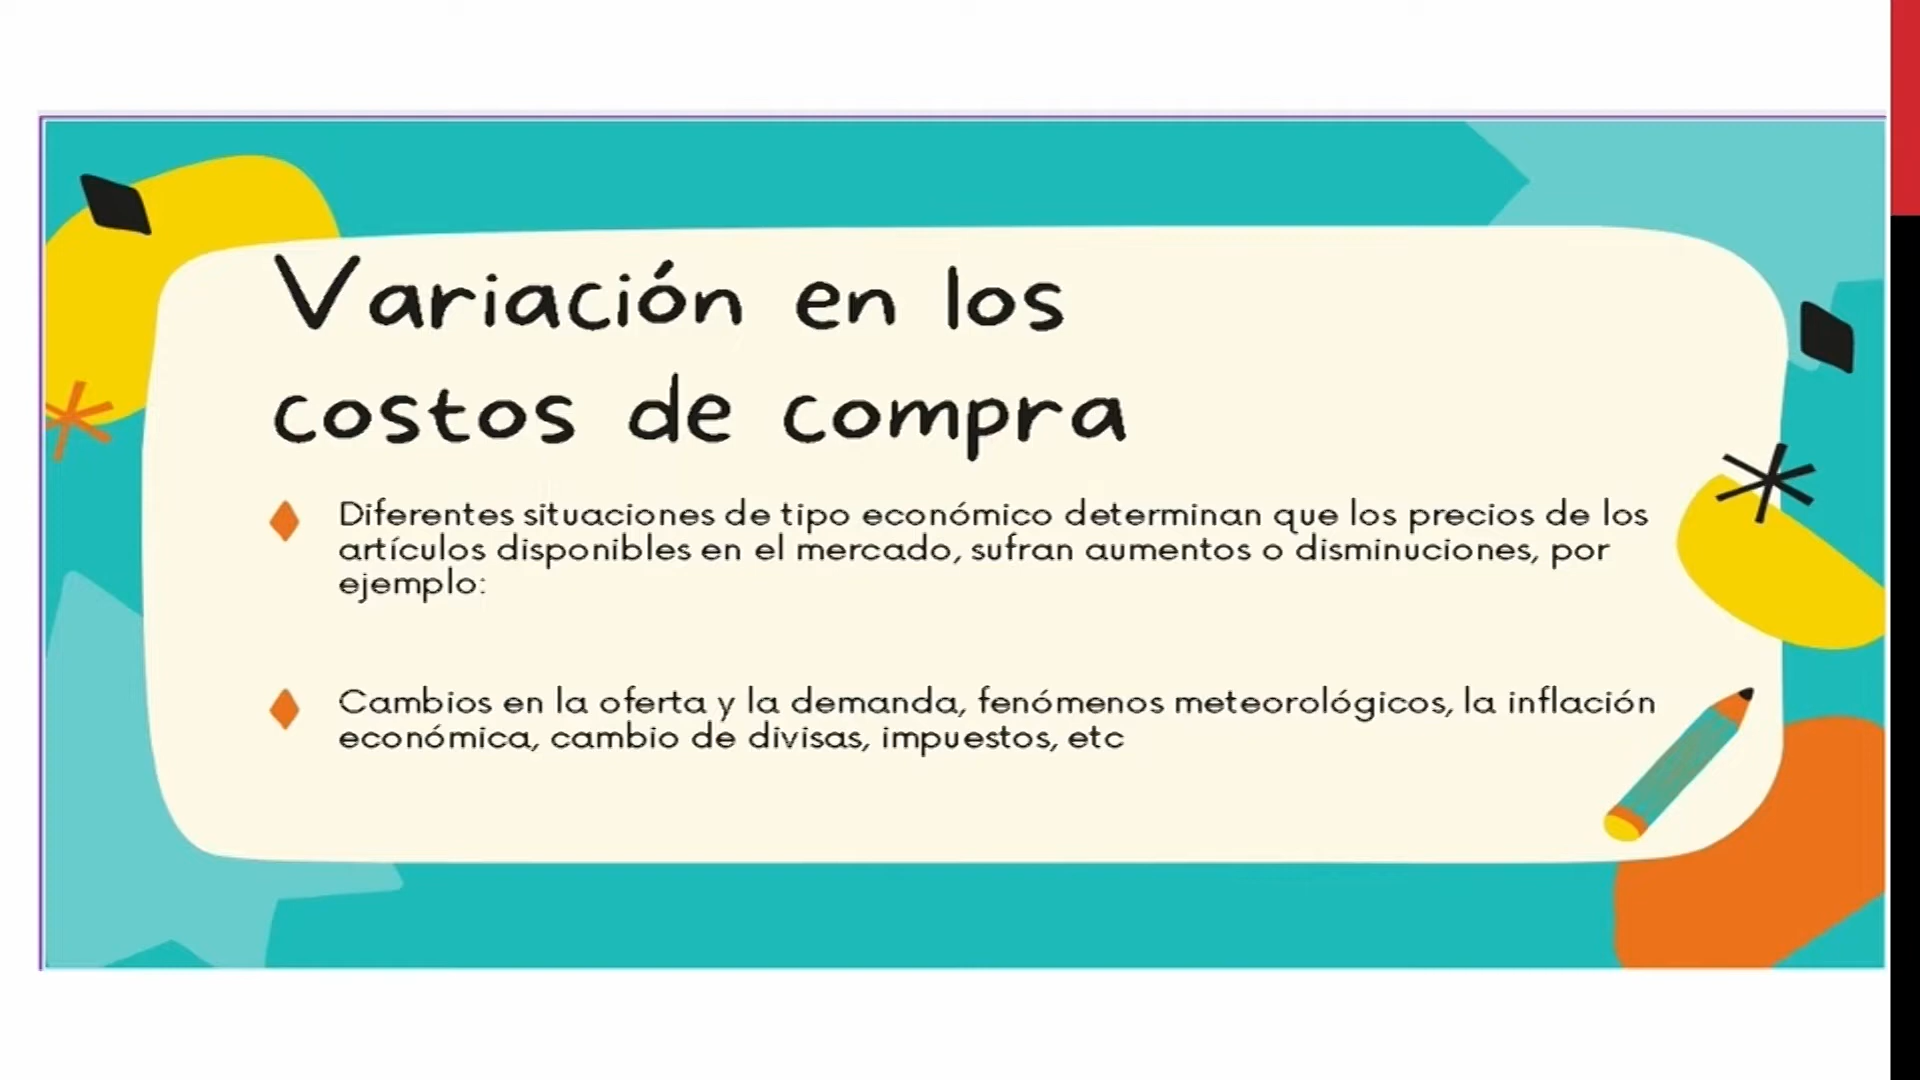 Variación en los
costos de compra
Diferentes situaciones de tipo económico determinan que los precios de los
artículos disponibles en el mercado, sufran aumentos o disminuciones, por
ejemplo:
Cambios en la oferta y la demanda, fenómenos meteorológicos, la inflación
económica, cambio de divisas, impuestos, etc